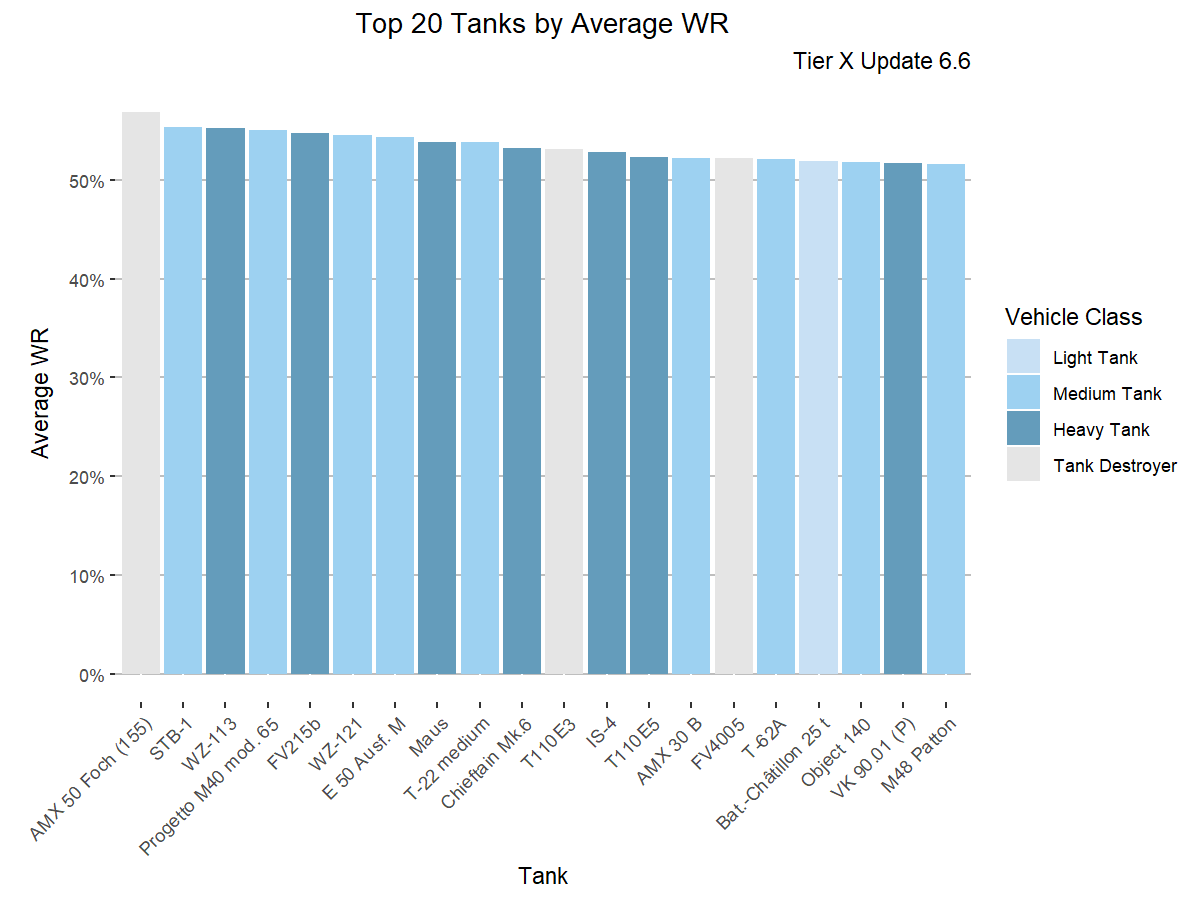 Top 20 Tanks by Average WR
Tier X Update 6.6
Average WR
50%
40%
30%
20%
10%
0%
AMX 50 Foch (155)
STB-1
WZ-113
Progetto M40 mod. 65
FV215b
WZ-121
E 50 Ausf. M
Maus
T-22 medium
Chieftain Mk.6
T110E3
IS-4
T110E5
AMX 30 B
FV4005
T-62A
Bat.-Châtillon 25 t
Object 140
VK 90.01 (P)
M48 Patton
Tank
Vehicle Class
Light Tank
Medium Tank
Heavy Tank
Tank Destroyer